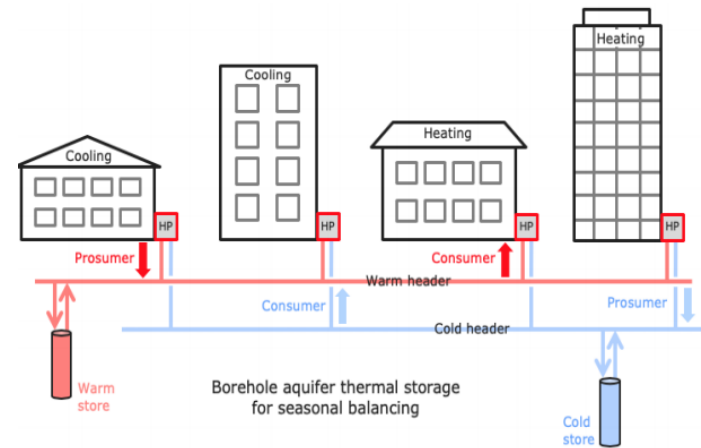 Heating
Cooling
Heating
Cooling
HP
HP
HP
HP
Prosumer
Consumer
Warm header
Consumer
Prosumer
Cold header
Warm
store
Borehole aquifer thermal storage
for seasonal balancing
Cold
store